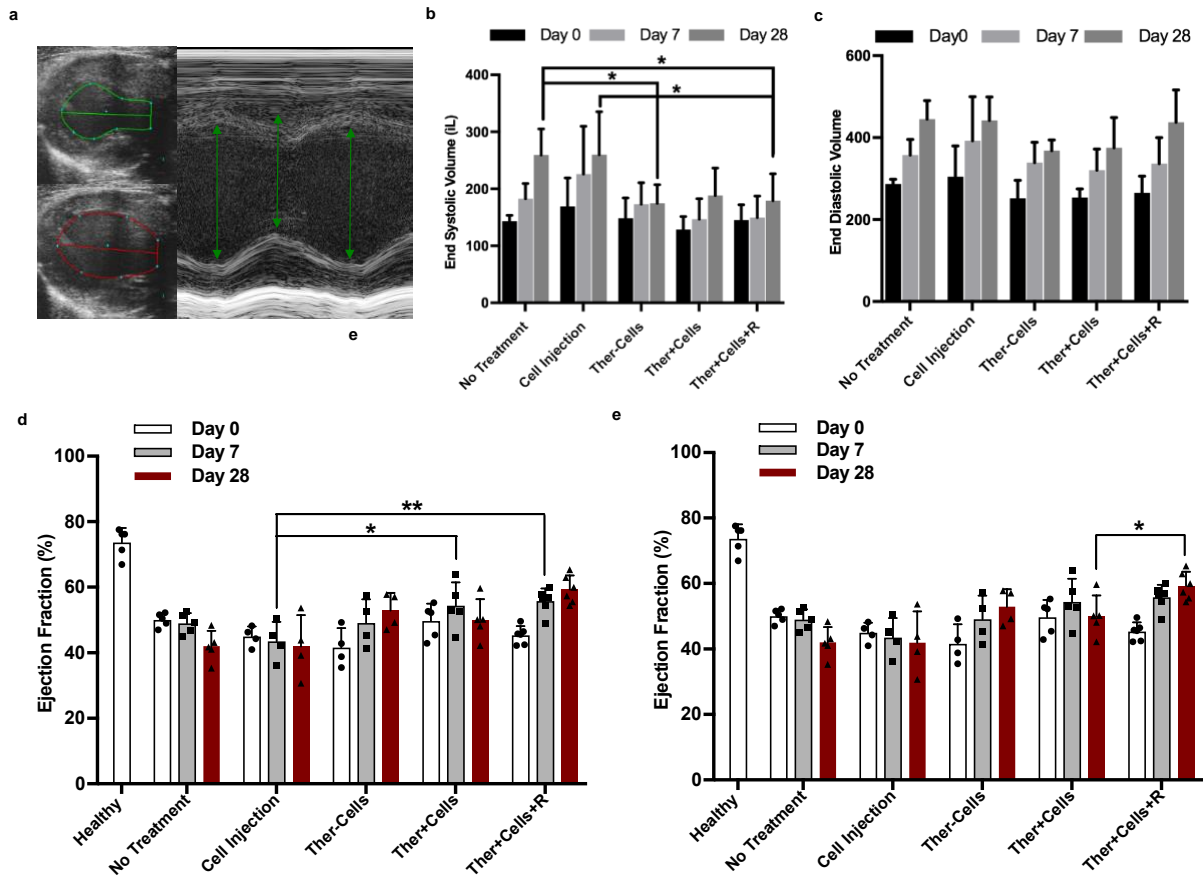 a
b
Day 0 Day 7 Day 28
End Systolic Volume (iL)
400
300
200
100
0
*
*
*
No Treatment
Cell Injection
Ther-Cells
Ther+Cells
Ther+Cells+R
c
Day0 Day 7 Day 28
End Diastolic Volume
600
400
200
0
No Treatment
Cell Injection
Ther-Cells
Ther+Cells
Ther+Cells+R
e
d
Day 0
Day 7
Day 28
Ejection Fraction (%)
100
80
60
40
20
0
**
*
Healthy
No Treatment
Cell Injection
Ther-Cells
Ther+Cells
Ther+Cells+R
e
Day 0
Day 7
Day 28
Ejection Fraction (%)
100
80
60
40
20
0
*
Healthy
No Treatment
Cell Injection
Ther-Cells
Ther+Cells
Ther+Cells+R